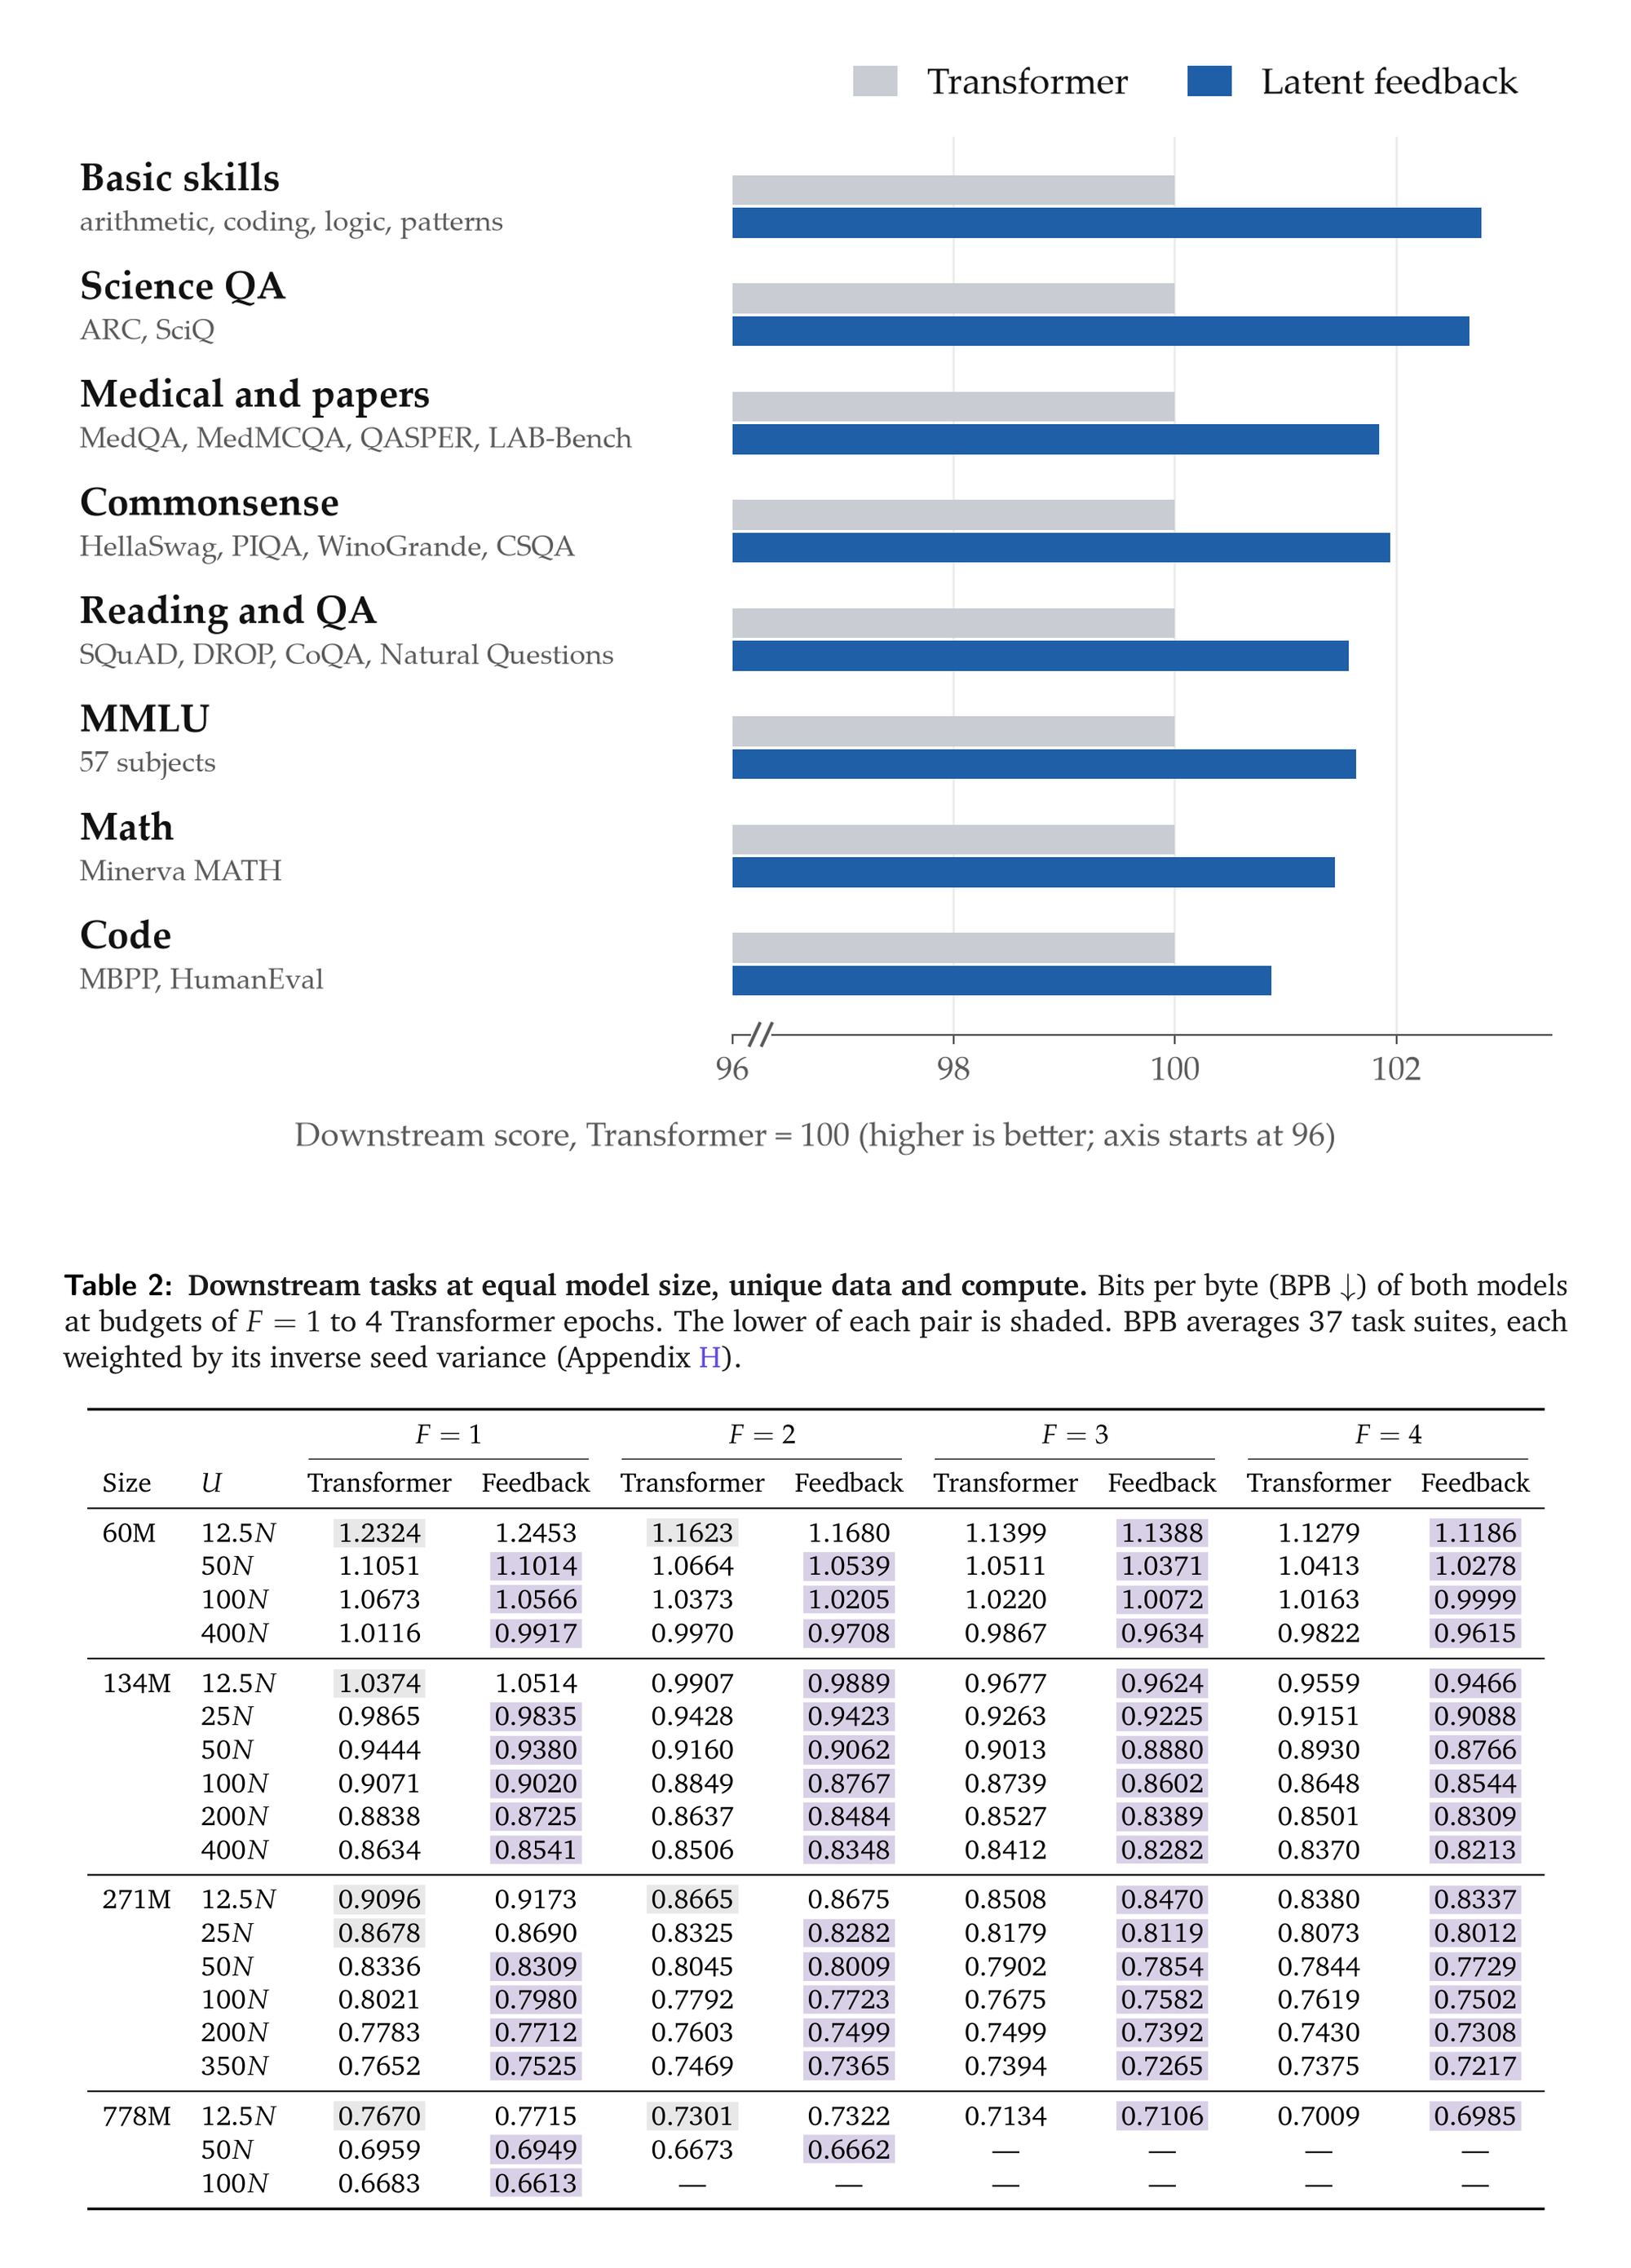 Transformer Latent feedback
Basic skills
arithmetic, coding, logic, patterns
Science QA
ARC, SciQ
Medical and papers
MedQA, MedMCQA, QASPER, LAB-Bench
Commonsense
HellaSwag, PIQA, WinoGrande, CSQA
Reading and QA
SQuAD, DROP, CoQA, Natural Questions
MMLU
57 subjects
Math
Minerva MATH
Code
MBPP, HumanEval
96 98 100 102
Downstream score, Transformer = 100 (higher is better; axis starts at 96)
Table 2: Downstream tasks at equal model size, unique data and compute. Bits per byte (BPB ↓) of both models
at budgets of F = 1 to 4 Transformer epochs. The lower of each pair is shaded. BPB averages 37 task suites, each
weighted by its inverse seed variance (Appendix H).
F = 1 F = 2 F = 3 F = 4
Size U Transformer Feedback Transformer Feedback Transformer Feedback Transformer Feedback
60M 12.5N 1.2324 1.2453 1.1623 1.1680 1.1399 1.1388 1.1279 1.1186
50N 1.1051 1.1014 1.0664 1.0539 1.0511 1.0371 1.0413 1.0278
100N 1.0673 1.0566 1.0373 1.0205 1.0220 1.0072 1.0163 0.9999
400N 1.0116 0.9917 0.9970 0.9708 0.9867 0.9634 0.9822 0.9615
134M 12.5N 1.0374 1.0514 0.9907 0.9889 0.9677 0.9624 0.9559 0.9466
25N 0.9865 0.9835 0.9428 0.9423 0.9263 0.9225 0.9151 0.9088
50N 0.9444 0.9380 0.9160 0.9062 0.9013 0.8880 0.8930 0.8766
100N 0.9071 0.9020 0.8849 0.8767 0.8739 0.8602 0.8648 0.8544
200N 0.8838 0.8725 0.8637 0.8484 0.8527 0.8389 0.8501 0.8309
400N 0.8634 0.8541 0.8506 0.8348 0.8412 0.8282 0.8370 0.8213
271M 12.5N 0.9096 0.9173 0.8665 0.8675 0.8508 0.8470 0.8380 0.8337
25N 0.8678 0.8690 0.8325 0.8282 0.8179 0.8119 0.8073 0.8012
50N 0.8336 0.8309 0.8045 0.8009 0.7902 0.7854 0.7844 0.7729
100N 0.8021 0.7980 0.7792 0.7723 0.7675 0.7582 0.7619 0.7502
200N 0.7783 0.7712 0.7603 0.7499 0.7499 0.7392 0.7430 0.7308
350N 0.7652 0.7525 0.7469 0.7365 0.7394 0.7265 0.7375 0.7217
778M 12.5N 0.7670 0.7715 0.7301 0.7322 0.7134 0.7106 0.7009 0.6985
50N 0.6959 0.6949 0.6673 0.6662 — — — —
100N 0.6683 0.6613 — — — — — —